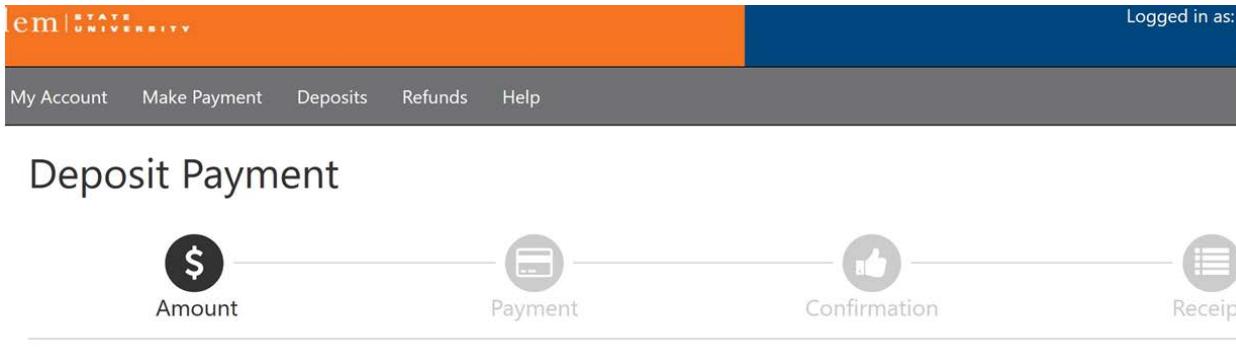 lem | STATE UNIVERSITY
Logged in as:
My Account Make Payment Deposits Refunds Help
Deposit Payment
$
Amount Payment Confirmation Receip